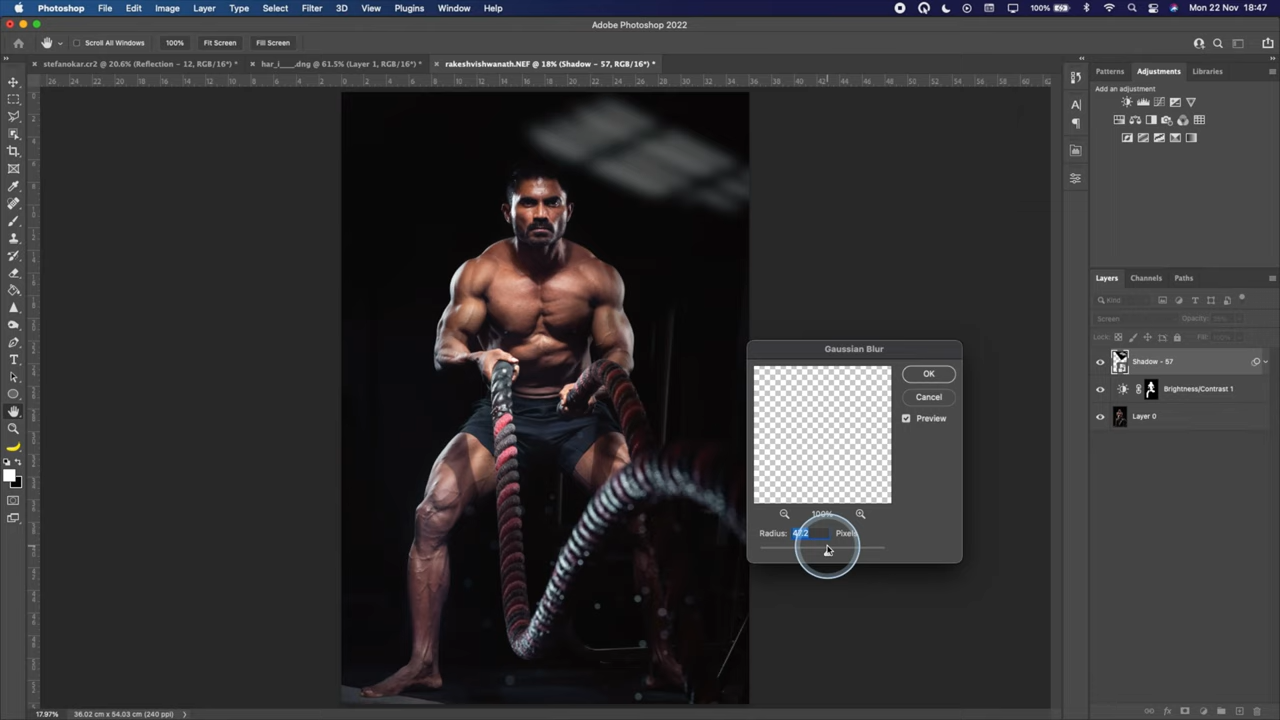 Photoshop File Edit Image Layer Type Select Filter 3D View Plugins Window Help 100% Mon 22 Nov 18:47
Adobe Photoshop 2022
Scroll All Windows 100% Fit Screen Fill Screen
stefanokar.cr2 @ 20.6% (Reflection - 12, RGB/16*) *
har_i___.dng @ 61.5% (Layer 1, RGB/16*) *
rakeshvishwanath.NEF @ 18% (Shadow - 57, RGB/16*) *
Patterns Adjustments Libraries
Add an adjustment
Layers Channels Paths
Kind
Screen Opacity:
Lock: Fill:
Shadow - 57
Brightness/Contrast 1
Layer 0
Gaussian Blur
OK
Cancel
Preview
100%
Radius: Pixels
17.97% 36.02 cm x 54.03 cm (240 ppi)